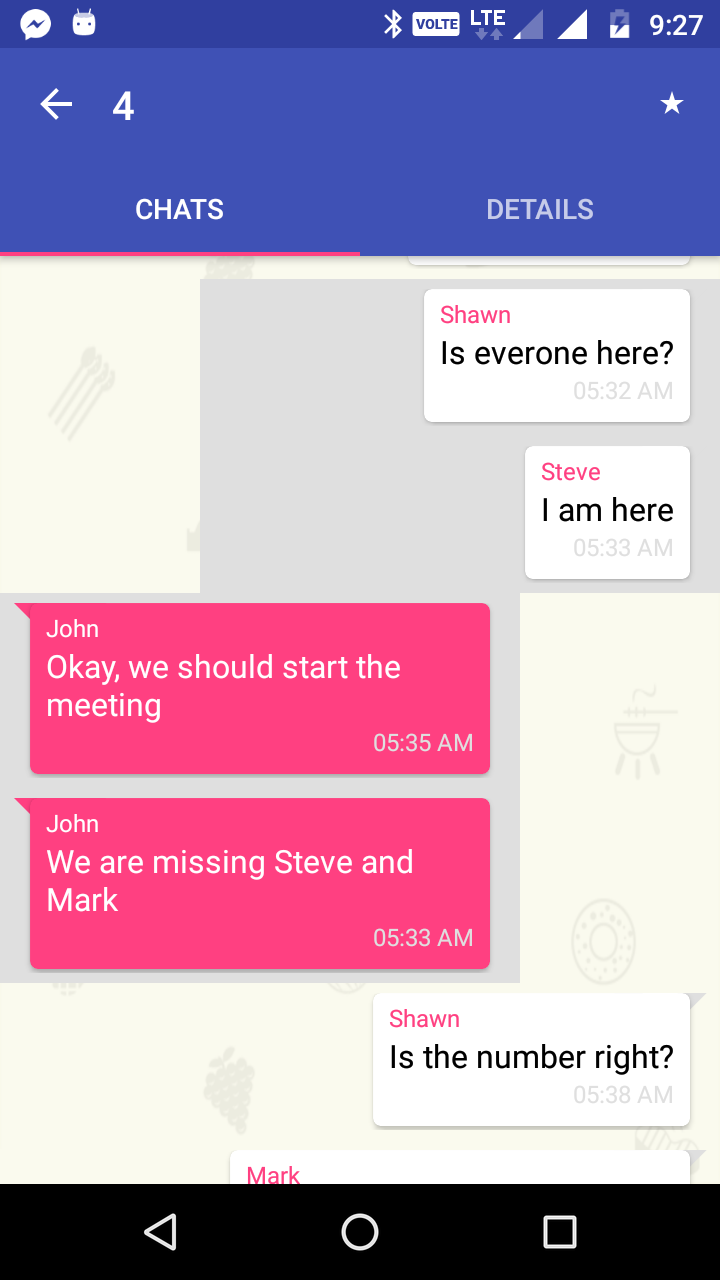 VOLTE LTE 9:27
4
CHATS DETAILS
Shawn
Is everone here?
05:32 AM
Steve
I am here
05:33 AM
John
Okay, we should start the
meeting
05:35 AM
John
We are missing Steve and
Mark
05:33 AM
Shawn
Is the number right?
05:38 AM
Mark